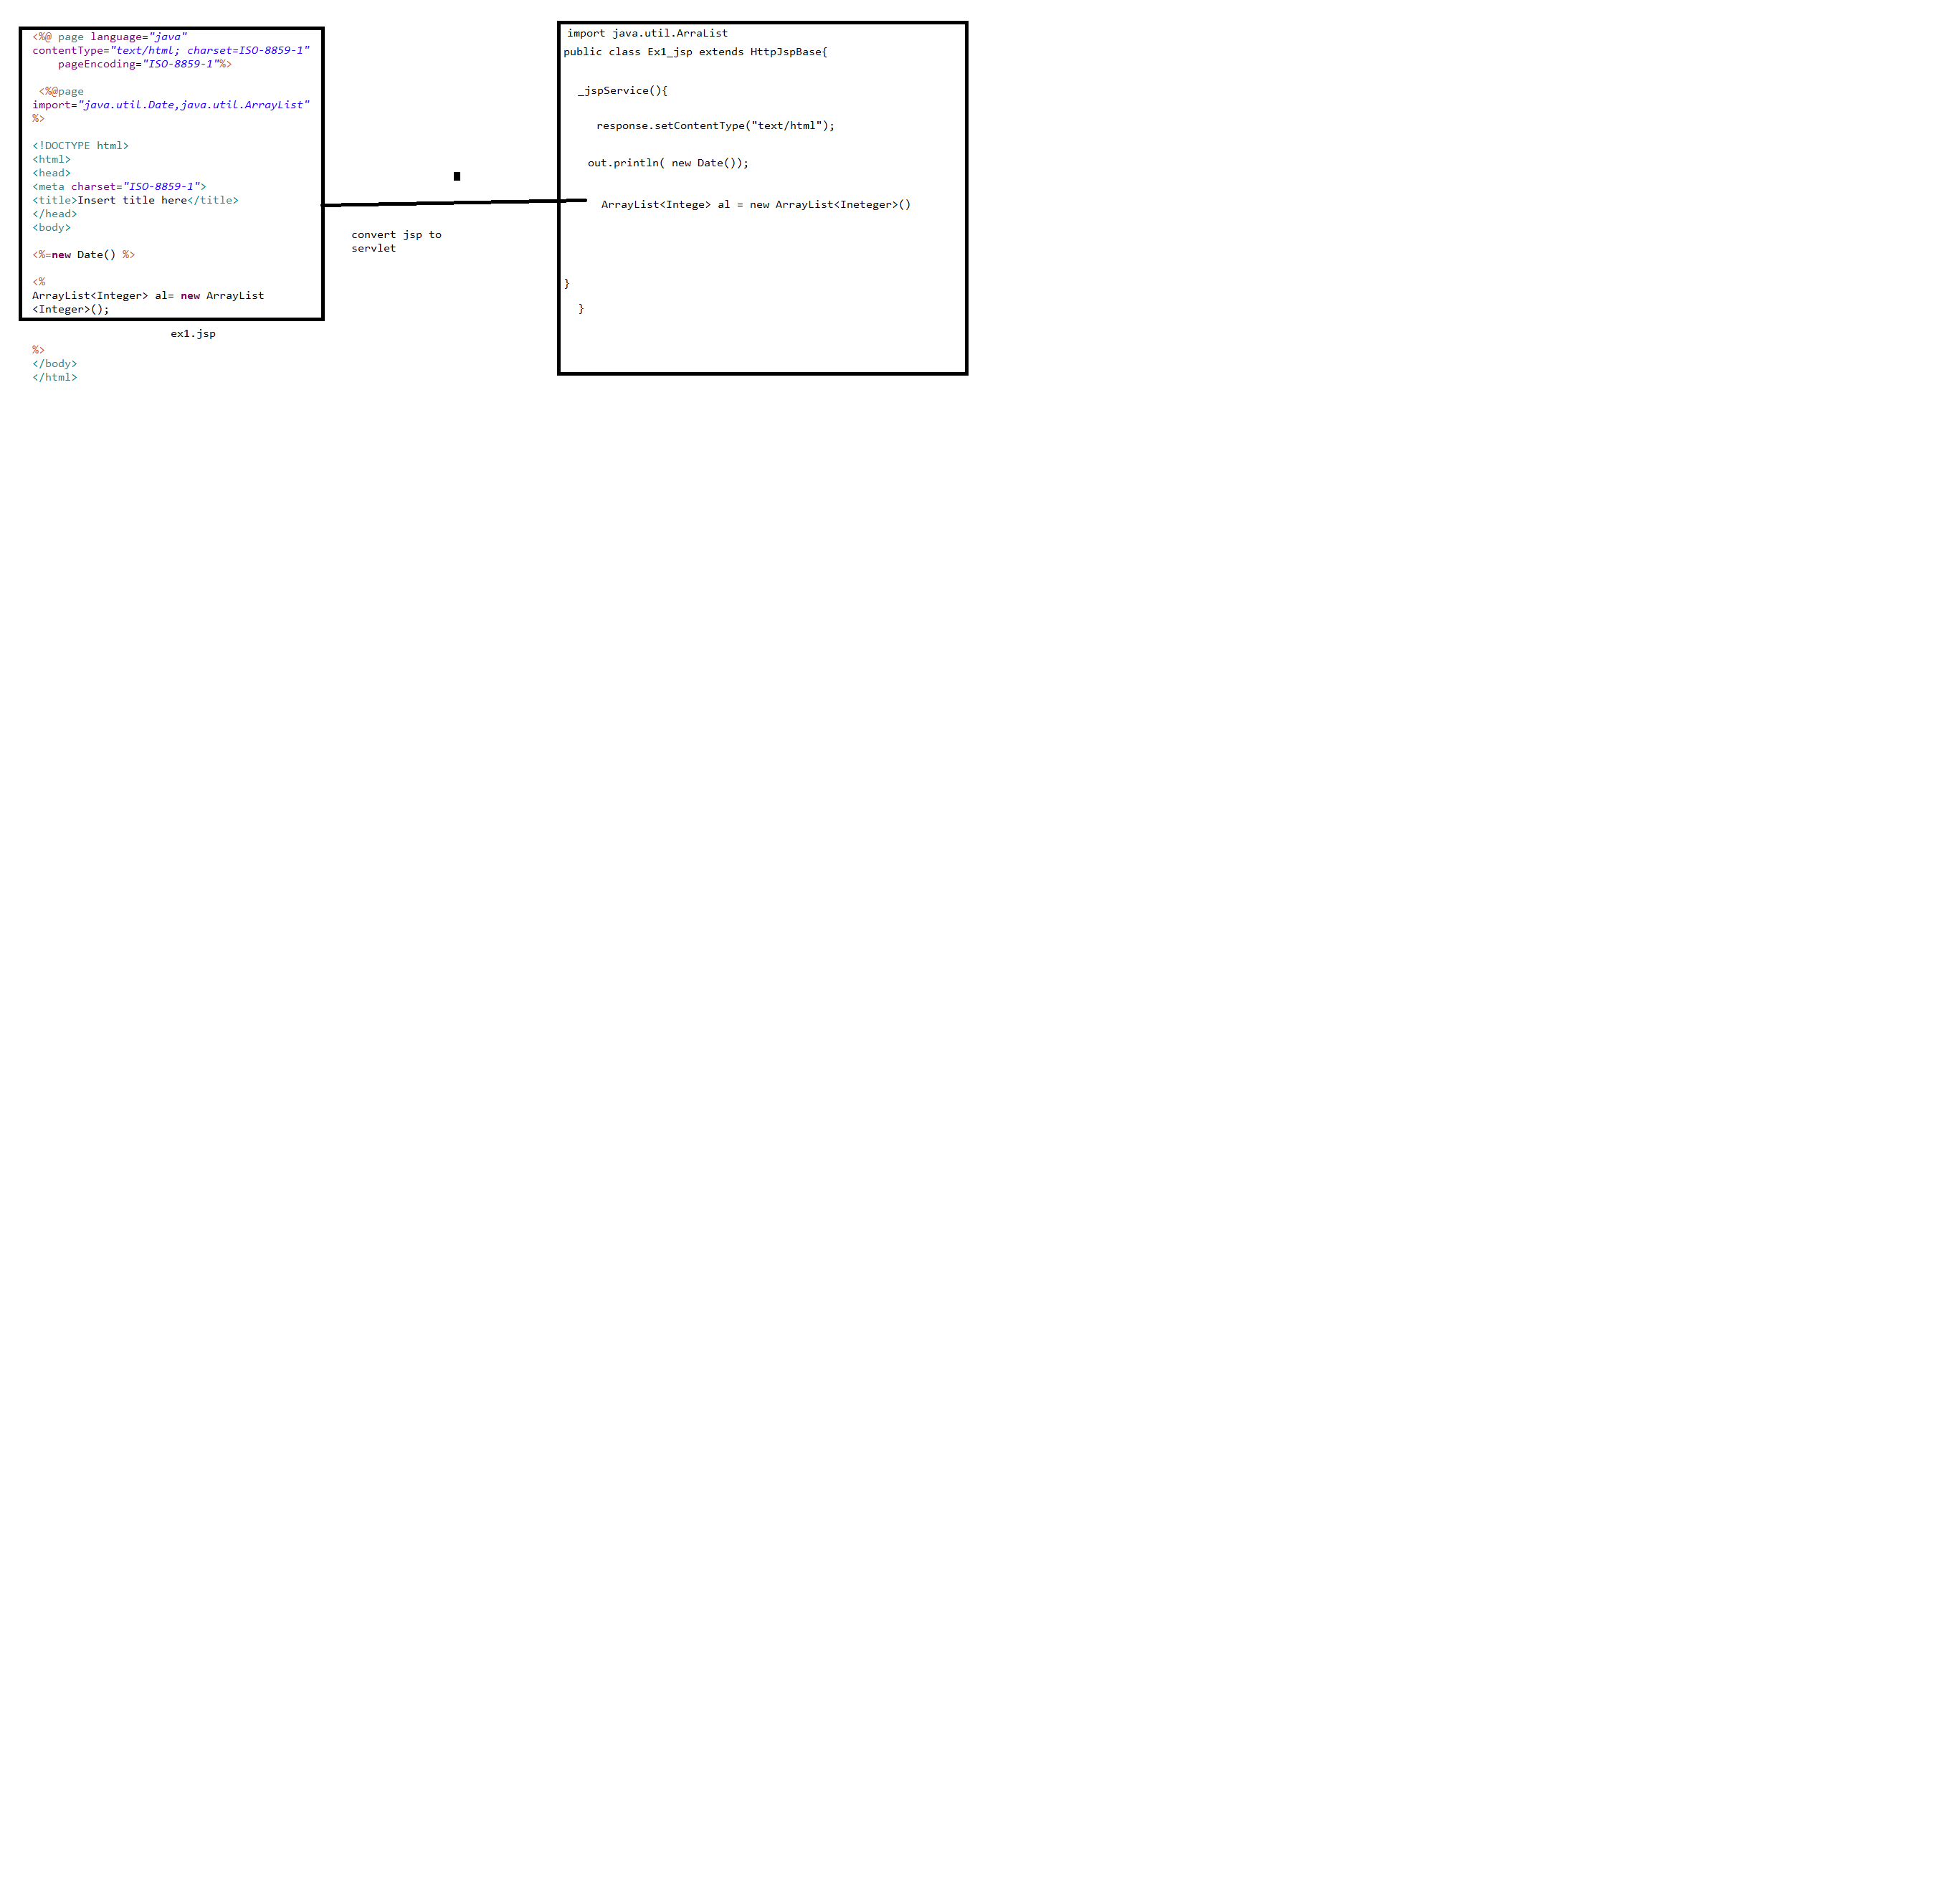 <%@ page language="java"
contentType="text/html; charset=ISO-8859-1"
    pageEncoding="ISO-8859-1"%>
 <%@page
import="java.util.Date,java.util.ArrayList"
%>
<!DOCTYPE html>
<html>
<head>
<meta charset="ISO-8859-1">
<title>Insert title here</title>
</head>
<body>
<%=new Date() %>
<%
ArrayList<Integer> al= new ArrayList
<Integer>();
ex1.jsp
%>
</body>
</html>
convert jsp to
servlet
import java.util.ArraList
public class Ex1_jsp extends HttpJspBase{
_jspService(){
response.setContentType("text/html");
out.println( new Date());
ArrayList<Intege> al = new ArrayList<Ineteger>()
}
}